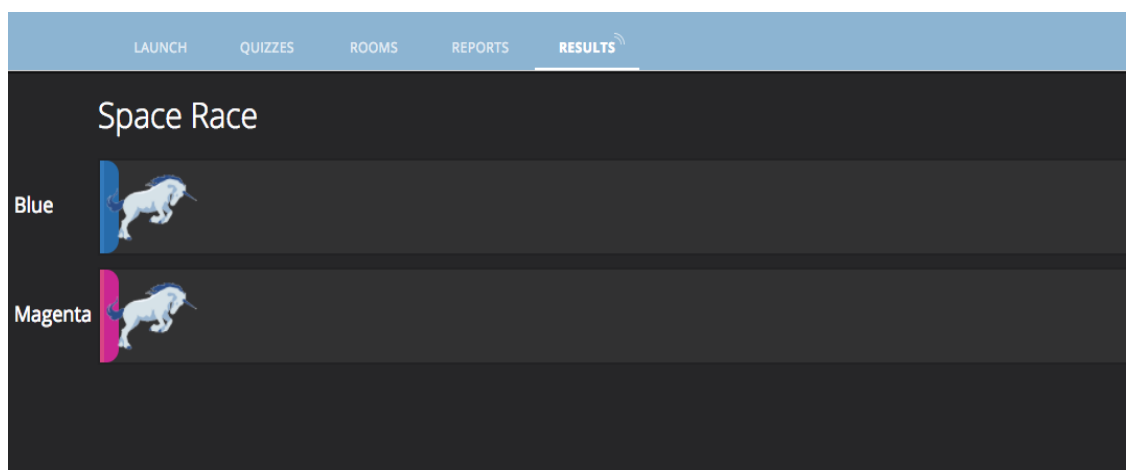 LAUNCH QUIZZES ROOMS REPORTS RESULTS
Space Race
Blue
Magenta